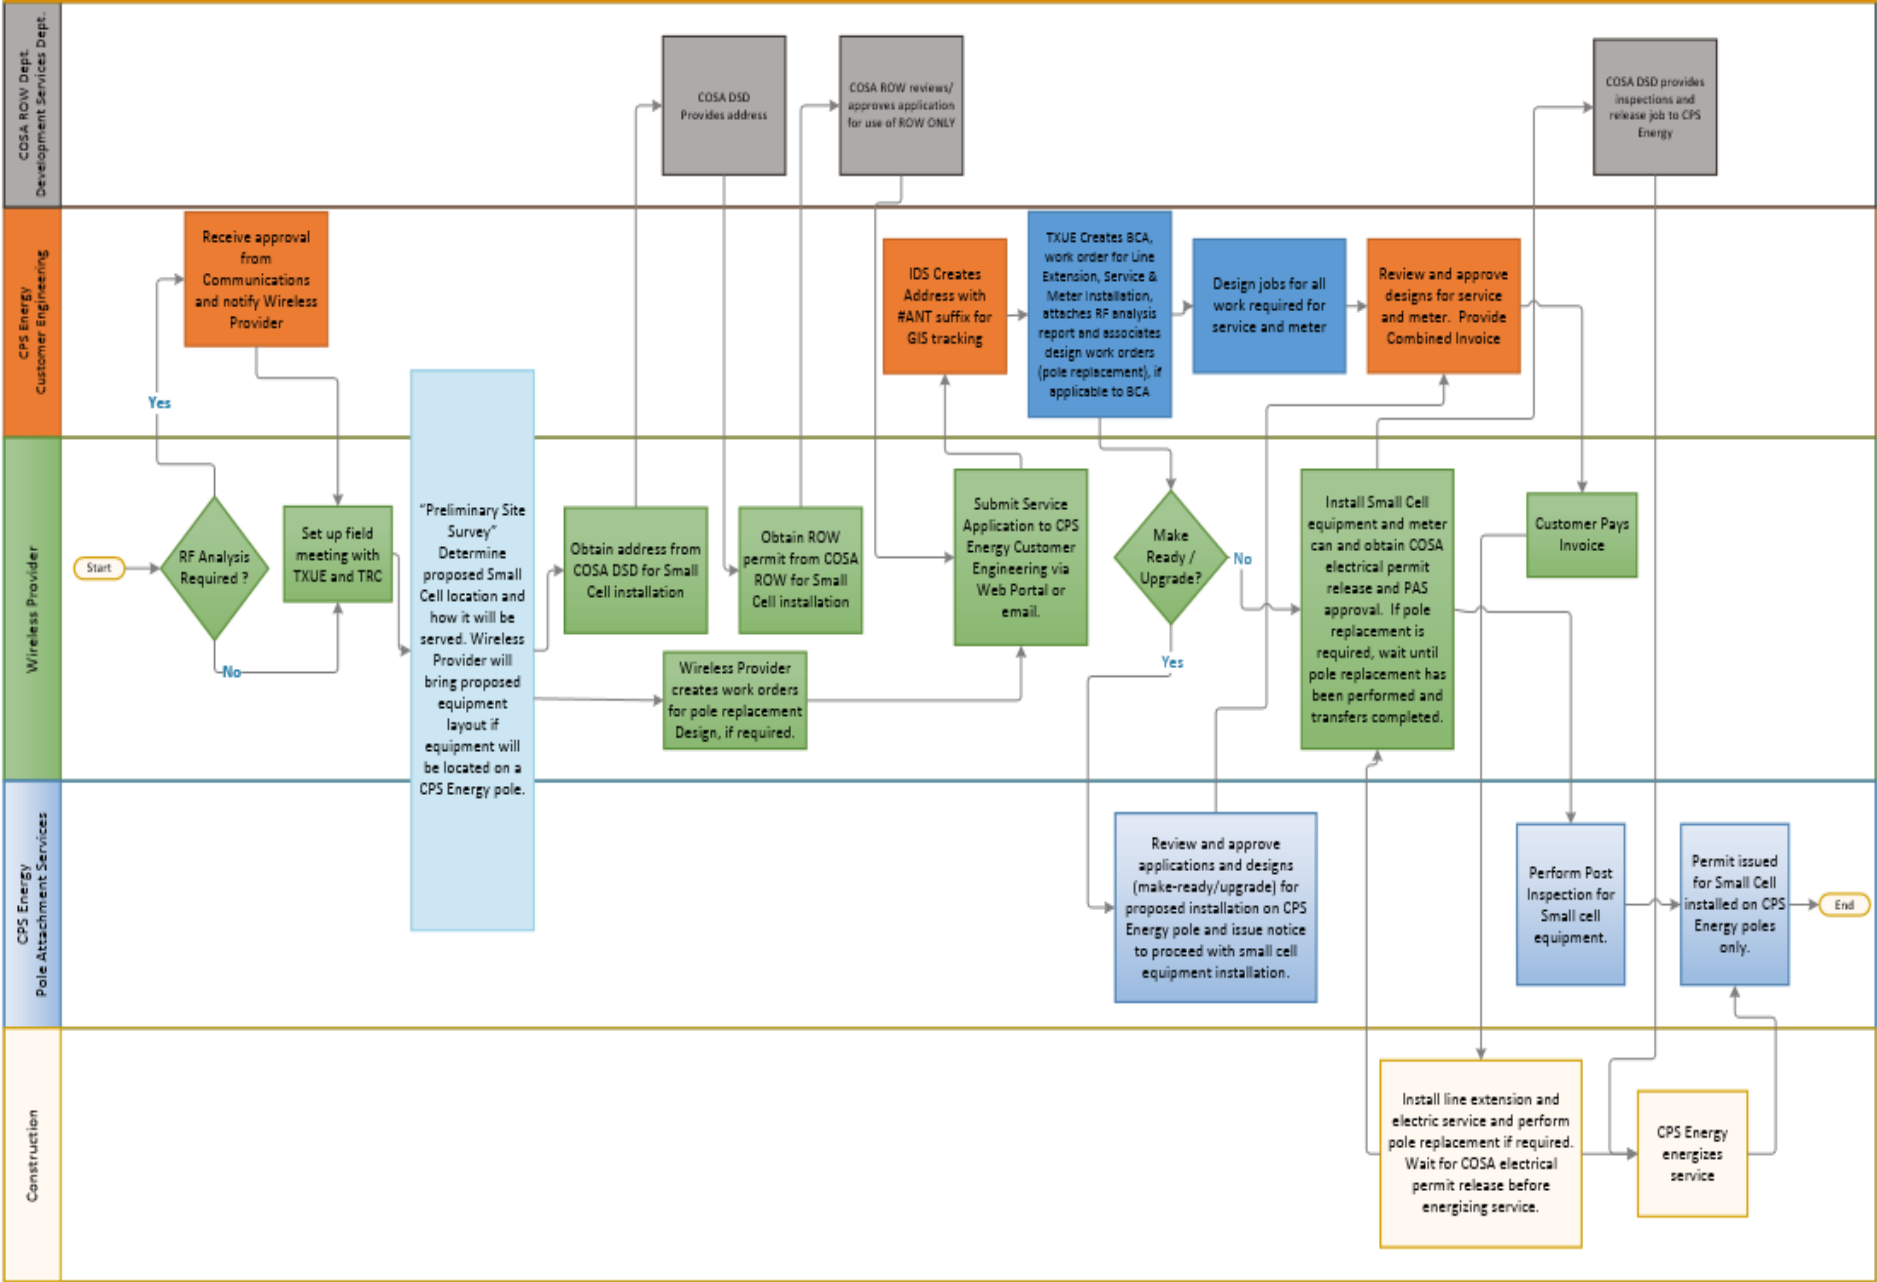 COSA ROW Dept.
Development Services Dept.
COSA DSD
Provides address
COSA ROW reviews/
approves application
for use of ROW ONLY
COSA DSD provides
inspections and
release job to CPS
Energy
CPS Energy
Customer Engineering
Receive approval
from
Communications
and notify Wireless
Provider
Yes
IDS Creates
Address with
#ANT suffix for
GIS tracking
TXUE Creates BCA,
work order for Line
Extension, Service &
Meter Installation,
attaches RF analysis
report and associates
design work orders
(pole replacement), if
applicable to BCA
Design jobs for all
work required for
service and meter
Review and approve
designs for service
and meter. Provide
Combined Invoice
Wireless Provider
Start
RF Analysis
Required ?
No
Set up field
meeting with
TXUE and TRC
“Preliminary Site
Survey”
Determine
proposed Small
Cell location and
how it will be
served. Wireless
Provider will
bring proposed
equipment
layout if
equipment will
be located on a
CPS Energy pole.
Obtain address from
COSA DSD for Small
Cell installation
Obtain ROW
permit from COSA
ROW for Small
Cell installation
Wireless Provider
creates work orders
for pole replacement
Design, if required.
Submit Service
Application to CPS
Energy Customer
Engineering via
Web Portal or
email.
Make
Ready /
Upgrade?
No
Yes
Install Small Cell
equipment and meter
can and obtain COSA
electrical permit
release and PAS
approval. If pole
replacement is
required, wait until
pole replacement has
been performed and
transfers completed.
Customer Pays
Invoice
CPS Energy
Pole Attachment Services
Review and approve
applications and designs
(make-ready/upgrade) for
proposed installation on CPS
Energy pole and issue notice
to proceed with small cell
equipment installation.
Perform Post
Inspection for
Small cell
equipment.
Permit issued
for Small Cell
installed on CPS
Energy poles
only.
End
Construction
Install line extension and
electric service and perform
pole replacement if required.
Wait for COSA electrical
permit release before
energizing service.
CPS Energy
energizes
service